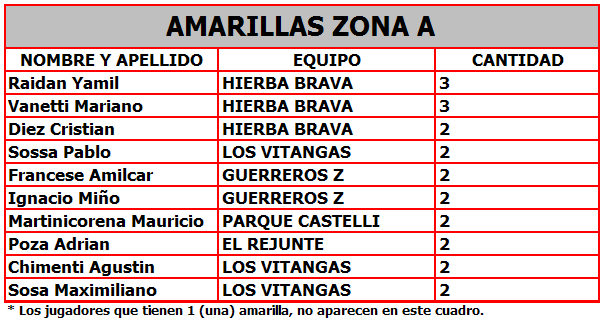 AMARILLAS ZONA A
NOMBRE Y APELLIDO EQUIPO CANTIDAD
Raidan Yamil HIERBA BRAVA 3
Vanetti Mariano HIERBA BRAVA 3
Diez Cristian HIERBA BRAVA 2
Sossa Pablo LOS VITANGAS 2
Francese Amilcar GUERREROS Z 2
Ignacio Miño GUERREROS Z 2
Martinicorena Mauricio PARQUE CASTELLI 2
Poza Adrian EL REJUNTE 2
Chimenti Agustin LOS VITANGAS 2
Sosa Maximiliano LOS VITANGAS 2
* Los jugadores que tienen 1 (una) amarilla, no aparecen en este cuadro.